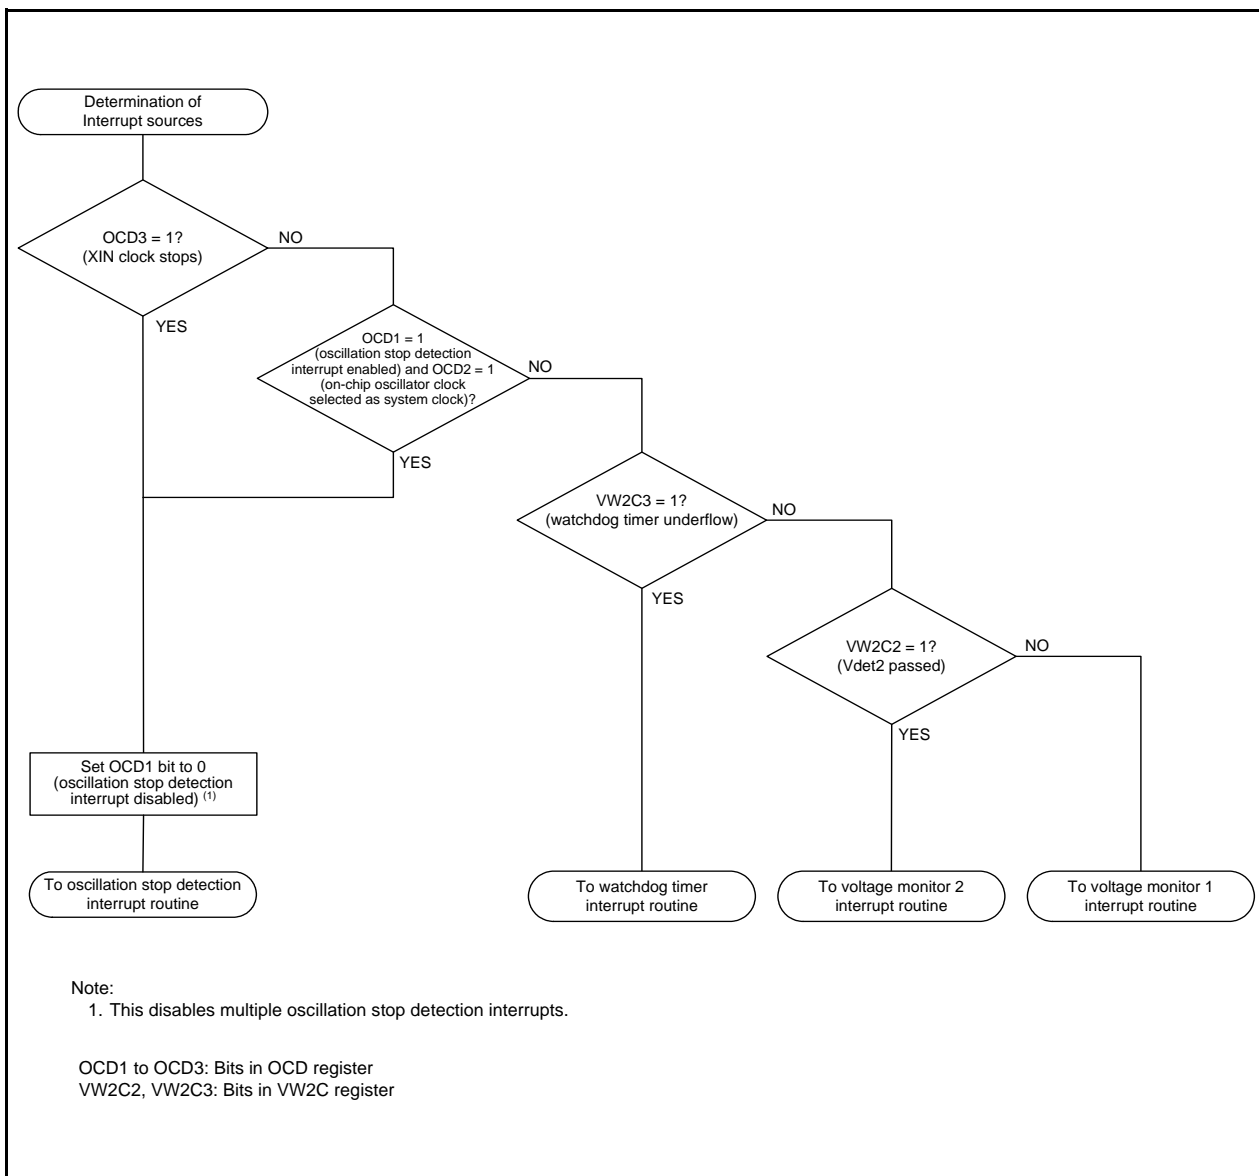 Determination of
Interrupt sources
OCD3 = 1?
(XIN clock stops)
NO
YES
OCD1 = 1
(oscillation stop detection
interrupt enabled) and OCD2 = 1
(on-chip oscillator clock
selected as system clock)?
NO
YES
VW2C3 = 1?
(watchdog timer underflow)
NO
YES
VW2C2 = 1?
(Vdet2 passed)
NO
YES
Set OCD1 bit to 0
(oscillation stop detection
interrupt disabled) (1)
To oscillation stop detection
interrupt routine
To watchdog timer
interrupt routine
To voltage monitor 2
interrupt routine
To voltage monitor 1
interrupt routine
Note:
1. This disables multiple oscillation stop detection interrupts.
OCD1 to OCD3: Bits in OCD register
VW2C2, VW2C3: Bits in VW2C register